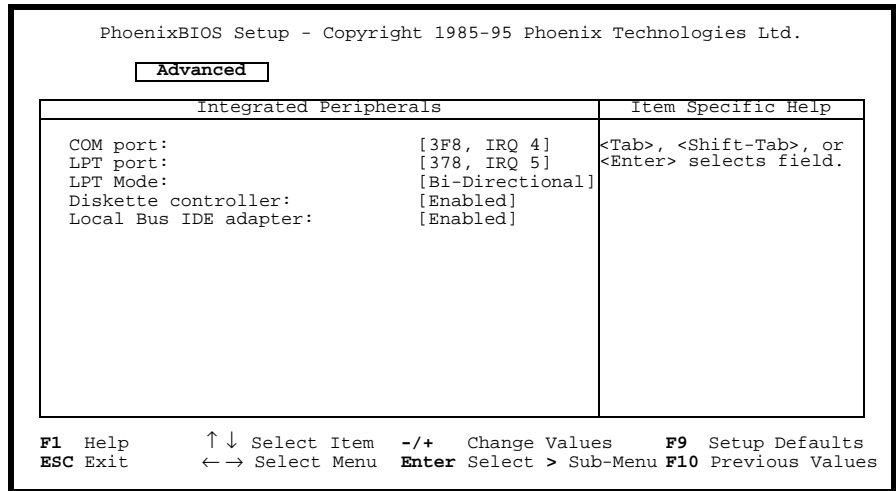 PhoenixBIOS Setup - Copyright 1985-95 Phoenix Technologies Ltd.
Advanced
Integrated Peripherals Item Specific Help
COM port: [3F8, IRQ 4] <Tab>, <Shift-Tab>, or
LPT port: [378, IRQ 5] <Enter> selects field.
LPT Mode: [Bi-Directional]
Diskette controller: [Enabled]
Local Bus IDE adapter: [Enabled]
F1 Help ↑↓ Select Item -/+ Change Values F9 Setup Defaults
ESC Exit ←→ Select Menu Enter Select > Sub-Menu F10 Previous Values